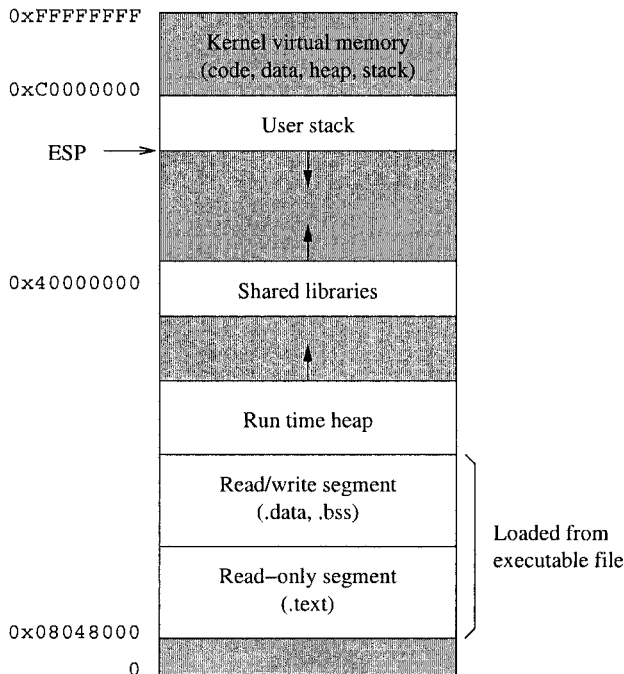 0xFFFFFFFF
Kernel virtual memory
(code, data, heap, stack)
0xC0000000
User stack
ESP
0x40000000
Shared libraries
Run time heap
Read/write segment
(.data, .bss)
Loaded from
executable file
Read-only segment
(.text)
0x08048000
0